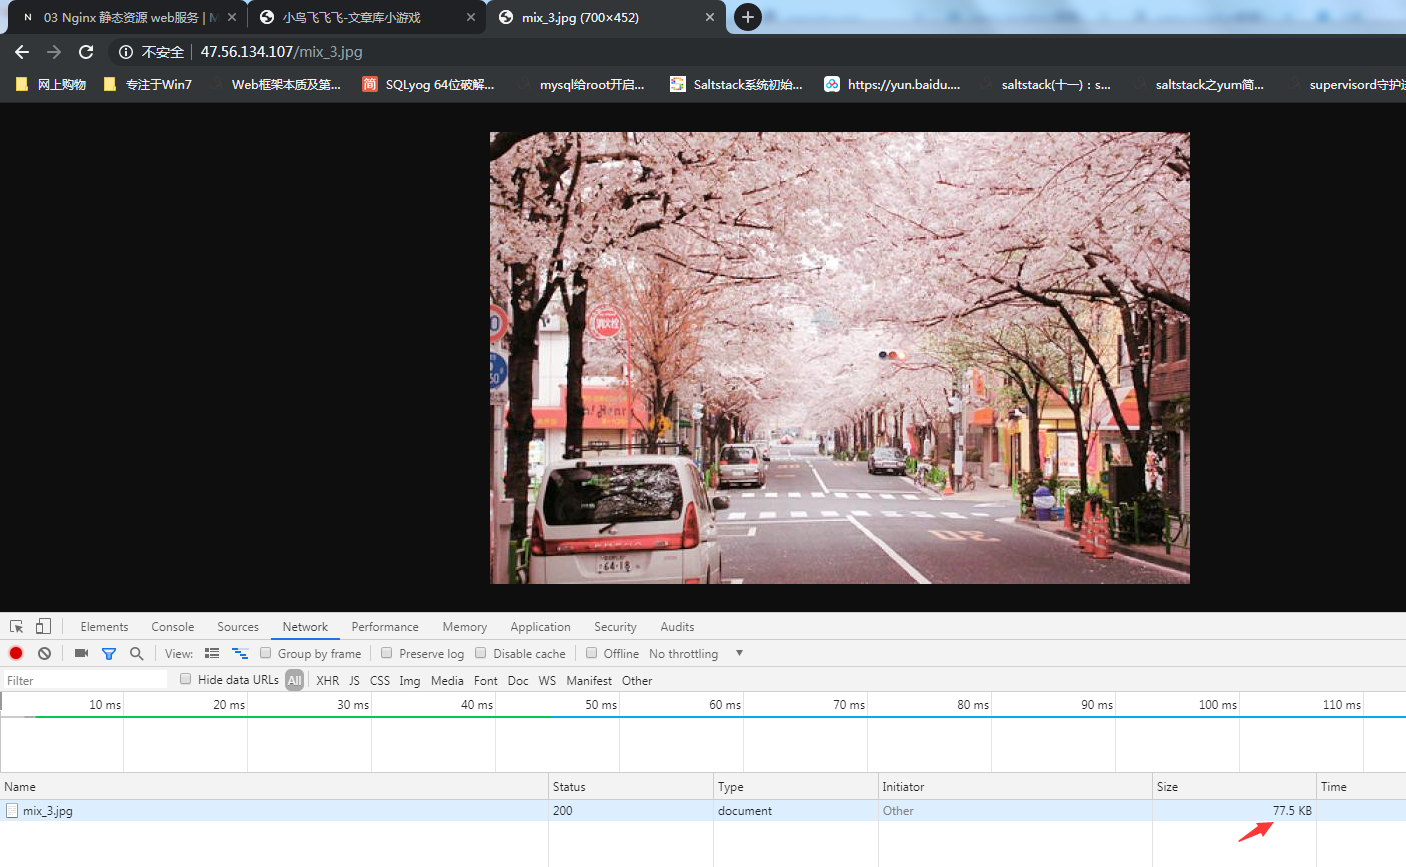 03 Nginx 静态资源 web服务 | M
小鸟飞飞飞-文章库小游戏
mix_3.jpg (700×452)
不安全 | 47.56.134.107/mix_3.jpg
网上购物
专注于Win7
Web框架本质及第...
简
SQLyog 64位破解...
mysql给root开启...
Saltstack系统初始...
https://yun.baidu....
saltstack(十一)：s...
saltstack之yum简...
supervisord守护进
消火栓
64-18
Elements Console Sources Network Performance Memory Application Security Audits
View: Group by frame Preserve log Disable cache Offline No throttling
Filter Hide data URLs All XHR JS CSS Img Media Font Doc WS Manifest Other
10 ms 20 ms 30 ms 40 ms 50 ms 60 ms 70 ms 80 ms 90 ms 100 ms 110 ms
Name Status Type Initiator Size Time
mix_3.jpg 200 document Other 77.5 KB